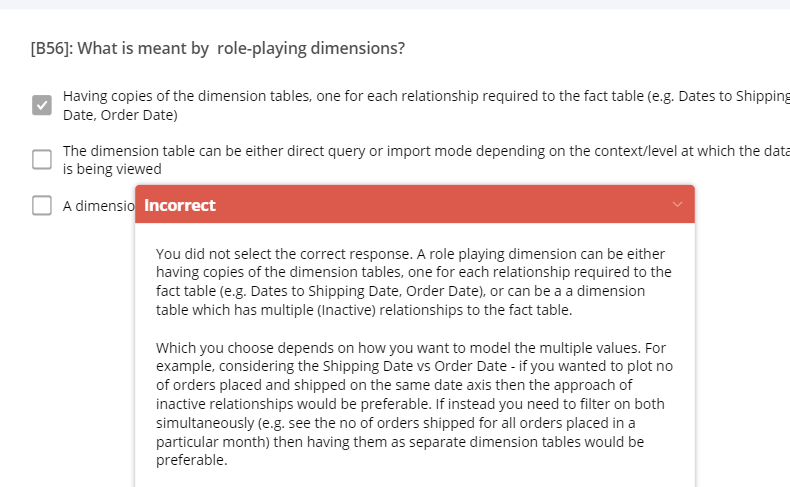 [B56]: What is meant by role-playing dimensions?
Having copies of the dimension tables, one for each relationship required to the fact table (e.g. Dates to Shipping
Date, Order Date)
The dimension table can be either direct query or import mode depending on the context/level at which the data
is being viewed
A dimensio
Incorrect
You did not select the correct response. A role playing dimension can be either
having copies of the dimension tables, one for each relationship required to the
fact table (e.g. Dates to Shipping Date, Order Date), or can be a a dimension
table which has multiple (Inactive) relationships to the fact table.
Which you choose depends on how you want to model the multiple values. For
example, considering the Shipping Date vs Order Date - if you wanted to plot no
of orders placed and shipped on the same date axis then the approach of
inactive relationships would be preferable. If instead you need to filter on both
simultaneously (e.g. see the no of orders shipped for all orders placed in a
particular month) then having them as separate dimension tables would be
preferable.